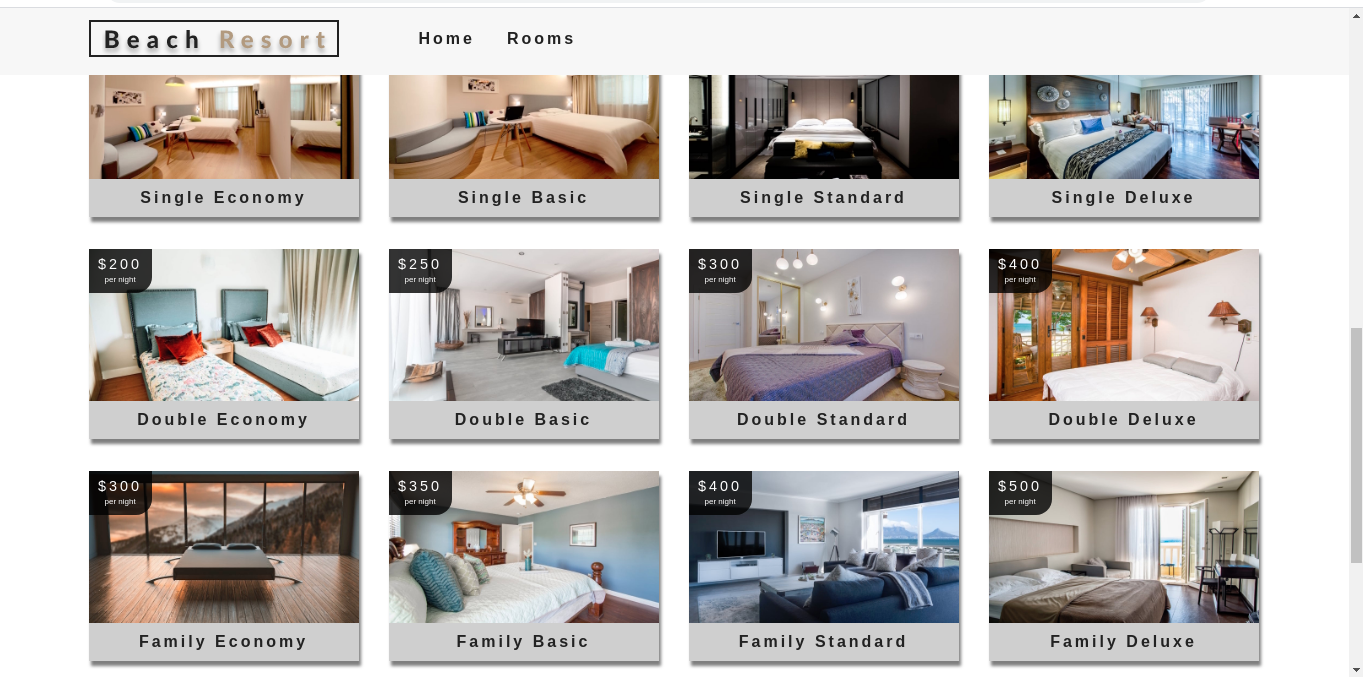 Beach Resort
Home
Rooms
Single Economy
Single Basic
Single Standard
Single Deluxe
$200
per night
$250
per night
$300
per night
$400
per night
Double Economy
Double Basic
Double Standard
Double Deluxe
$300
per night
$350
per night
$400
per night
$500
per night
Family Economy
Family Basic
Family Standard
Family Deluxe